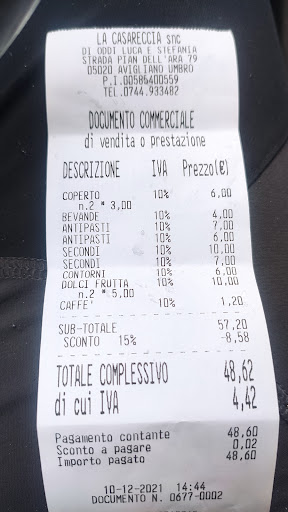 LA CASARECCIA snc
DI ODDI LUCA E STEFANIA
STRADA PIAN DELL'ARA 79
05020 AVIGLIANO UMBRO
P.I.00585400559
TEL.0744.933482
DOCUMENTO COMMERCIALE
di vendita o prestazione
DESCRIZIONE IVA Prezzo(€)
COPERTO 10% 6,00
n.2 * 3,00
BEVANDE 10% 4,00
ANTIPASTI 10% 7,00
ANTIPASTI 10% 6,00
SECONDI 10% 10,00
SECONDI 10% 7,00
CONTORNI 10% 6,00
DOLCI FRUTTA 10% 10,00
n.2 * 5,00
CAFFE' 10% 1,20
SUB-TOTALE 57,20
SCONTO 15% -8,58
TOTALE COMPLESSIVO 48,62
di cui IVA 4,42
Pagamento contante 48,60
Sconto a pagare 0,02
Importo pagato 48,60
10-12-2021 14:44
DOCUMENTO N. 0677-0002